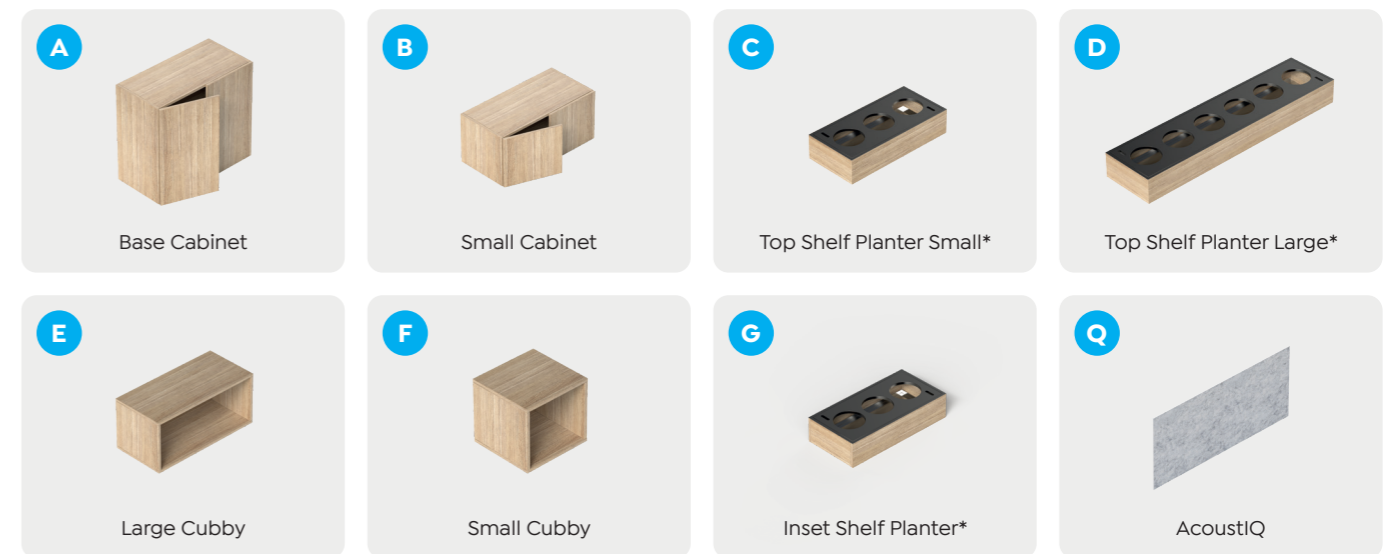 A
B
C
D
Base Cabinet
Small Cabinet
Top Shelf Planter Small*
Top Shelf Planter Large*
E
F
G
Q
Large Cubby
Small Cubby
Inset Shelf Planter*
AcoustIQ